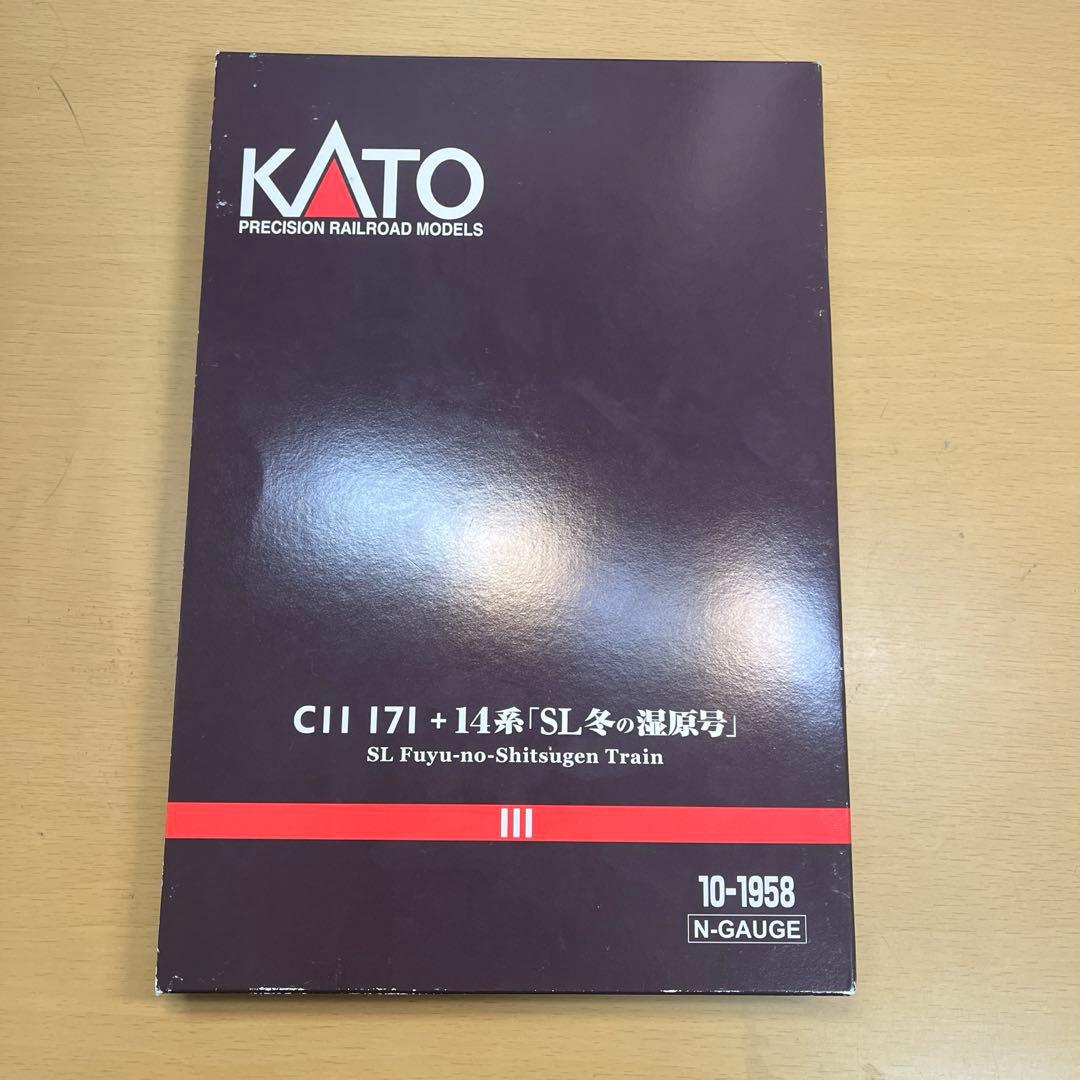 KATO
PRECISION RAILROAD MODELS
C11 171 + 14系「SL冬の湿原号」
SL Fuyu-no-Shitsugen Train
10-1958
N-GAUGE